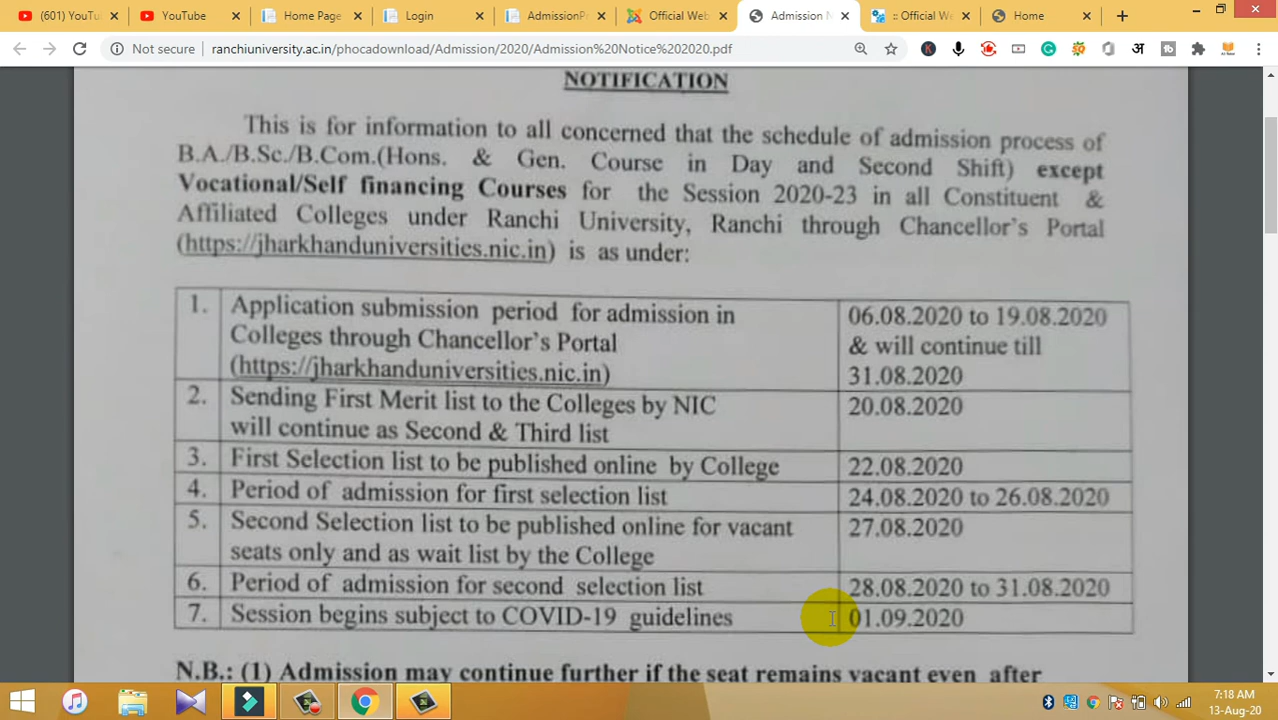 (601) YouTu
YouTube
Home Page
Login
AdmissionP
Official Web
Admission N
:: Official We
Home
Not secure
ranchiuniversity.ac.in/phocadownload/Admission/2020/Admission%20Notice%202020.pdf
NOTIFICATION
This is for information to all concerned that the schedule of admission process of
B.A./B.Sc./B.Com.(Hons. & Gen. Course in Day and Second Shift) except
Vocational/Self financing Courses for the Session 2020-23 in all Constituent &
Affiliated Colleges under Ranchi University, Ranchi through Chancellor's Portal
(https://jharkhanduniversities.nic.in) is as under:
1. Application submission period for admission in
Colleges through Chancellor's Portal
(https://jharkhanduniversities.nic.in)
06.08.2020 to 19.08.2020
& will continue till
31.08.2020
2. Sending First Merit list to the Colleges by NIC
will continue as Second & Third list
20.08.2020
3. First Selection list to be published online by College
22.08.2020
4. Period of admission for first selection list
24.08.2020 to 26.08.2020
5. Second Selection list to be published online for vacant
seats only and as wait list by the College
27.08.2020
6. Period of admission for second selection list
28.08.2020 to 31.08.2020
7. Session begins subject to COVID-19 guidelines
01.09.2020
N.B.: (1) Admission may continue further if the seat remains vacant even after
7:18 AM
13-Aug-20